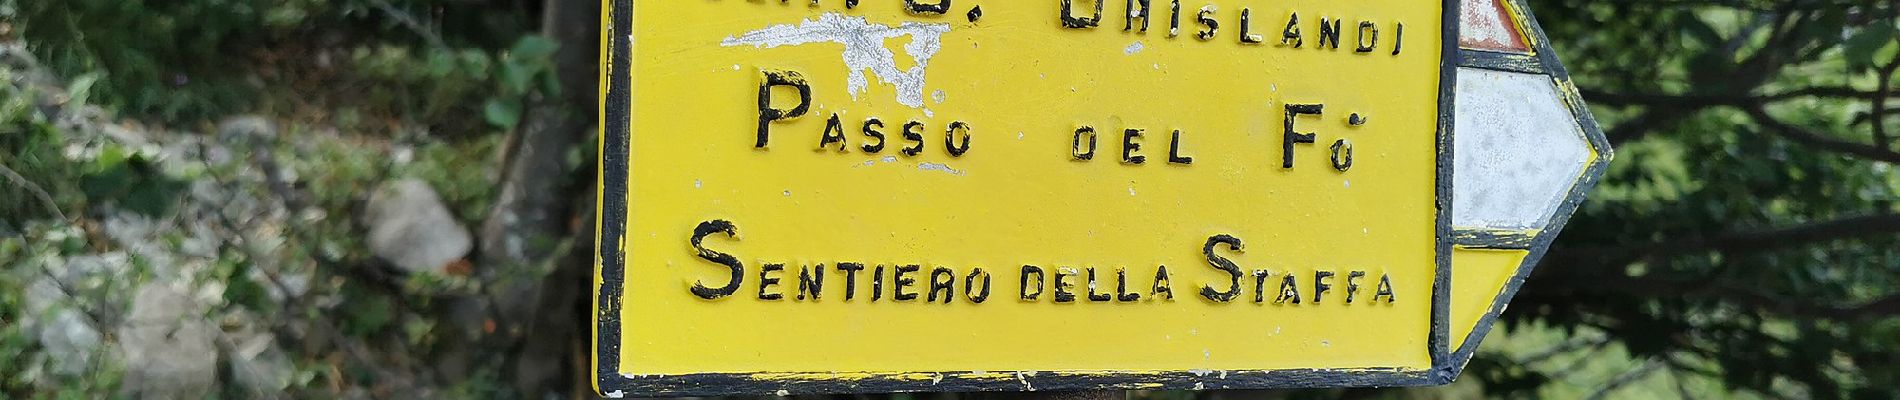 Ghislandi
Passo del Fò
Sentiero della Staffa